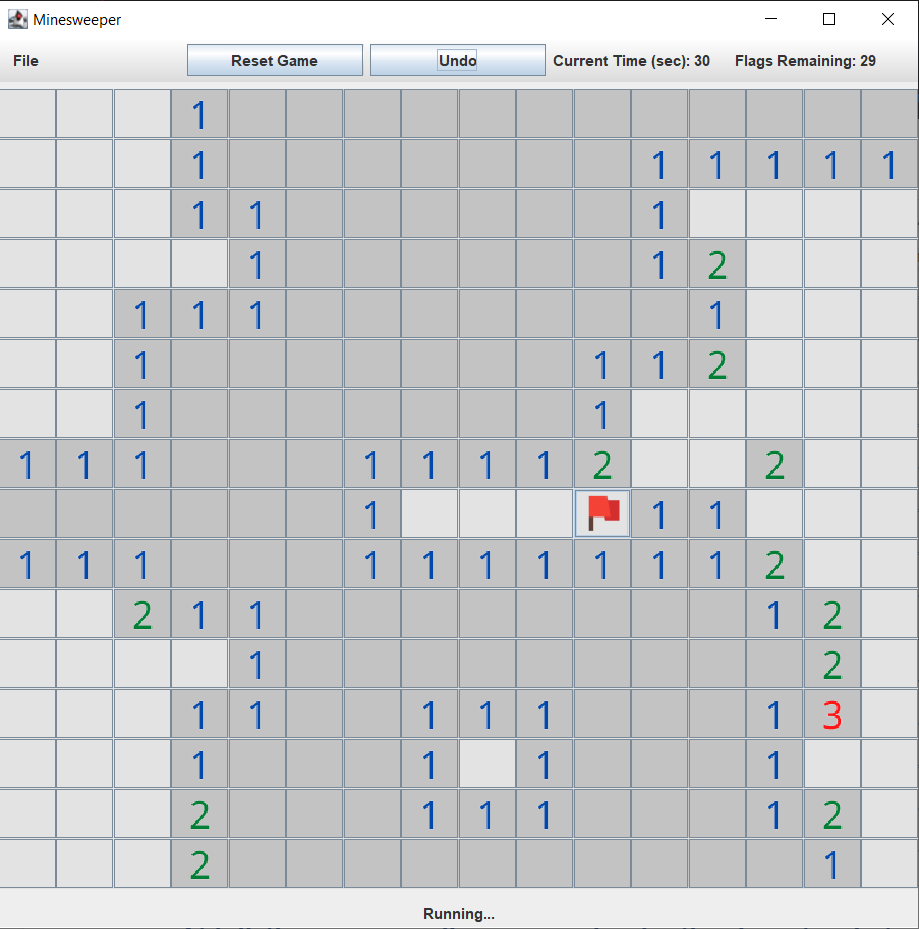 Minesweeper
File Reset Game Undo Current Time (sec): 30 Flags Remaining: 29
1
1 1 1 1 1 1
1 1 1
1 1 2
1 1 1 1
1 1 1 2
1 1
1 1 1 1 1 1 1 2 2
1 1 1
1 1 1 1 1 1 1 1 1 1 2
2 1 1 1 2
1 2
1 1 1 1 1 1 3
1 1 1 1
2 1 1 1 1 2
2 1
Running...